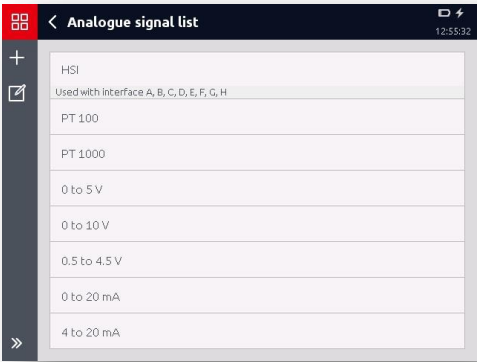 Analogue signal list
12:55:32
HSI
Used with interface A, B, C, D, E, F, G, H
PT 100
PT 1000
0 to 5 V
0 to 10 V
0.5 to 4.5 V
0 to 20 mA
4 to 20 mA